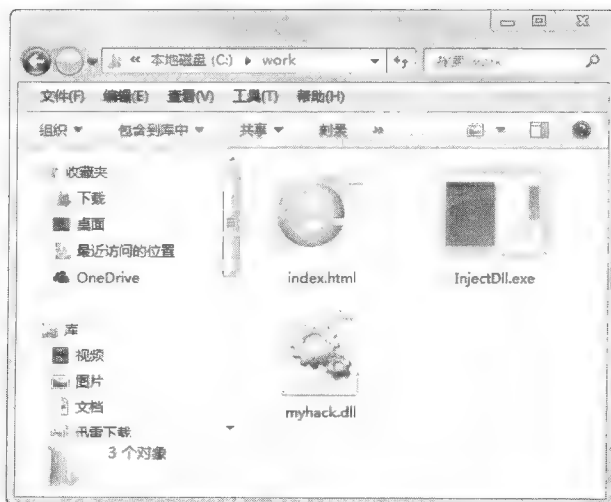 « 本地磁盘 (C:) ▸ work
搜索 work
文件(F) 编辑(E) 查看(V) 工具(T) 帮助(H)
组织 ▼ 包含到库中 ▼ 共享 ▼ 刻录 »
收藏夹
下载
桌面
最近访问的位置
OneDrive
库
视频
图片
文档
迅雷下载
index.html
InjectDll.exe
myhack.dll
3 个对象